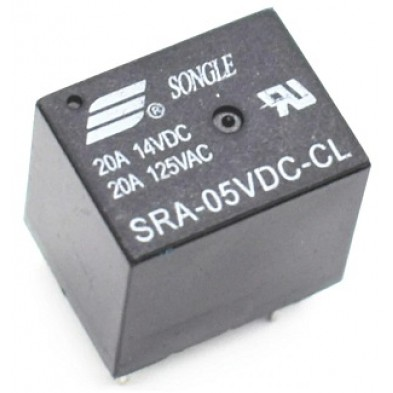 SONGLE
®
20A 14VDC
20A 125VAC
SRA-05VDC-CL